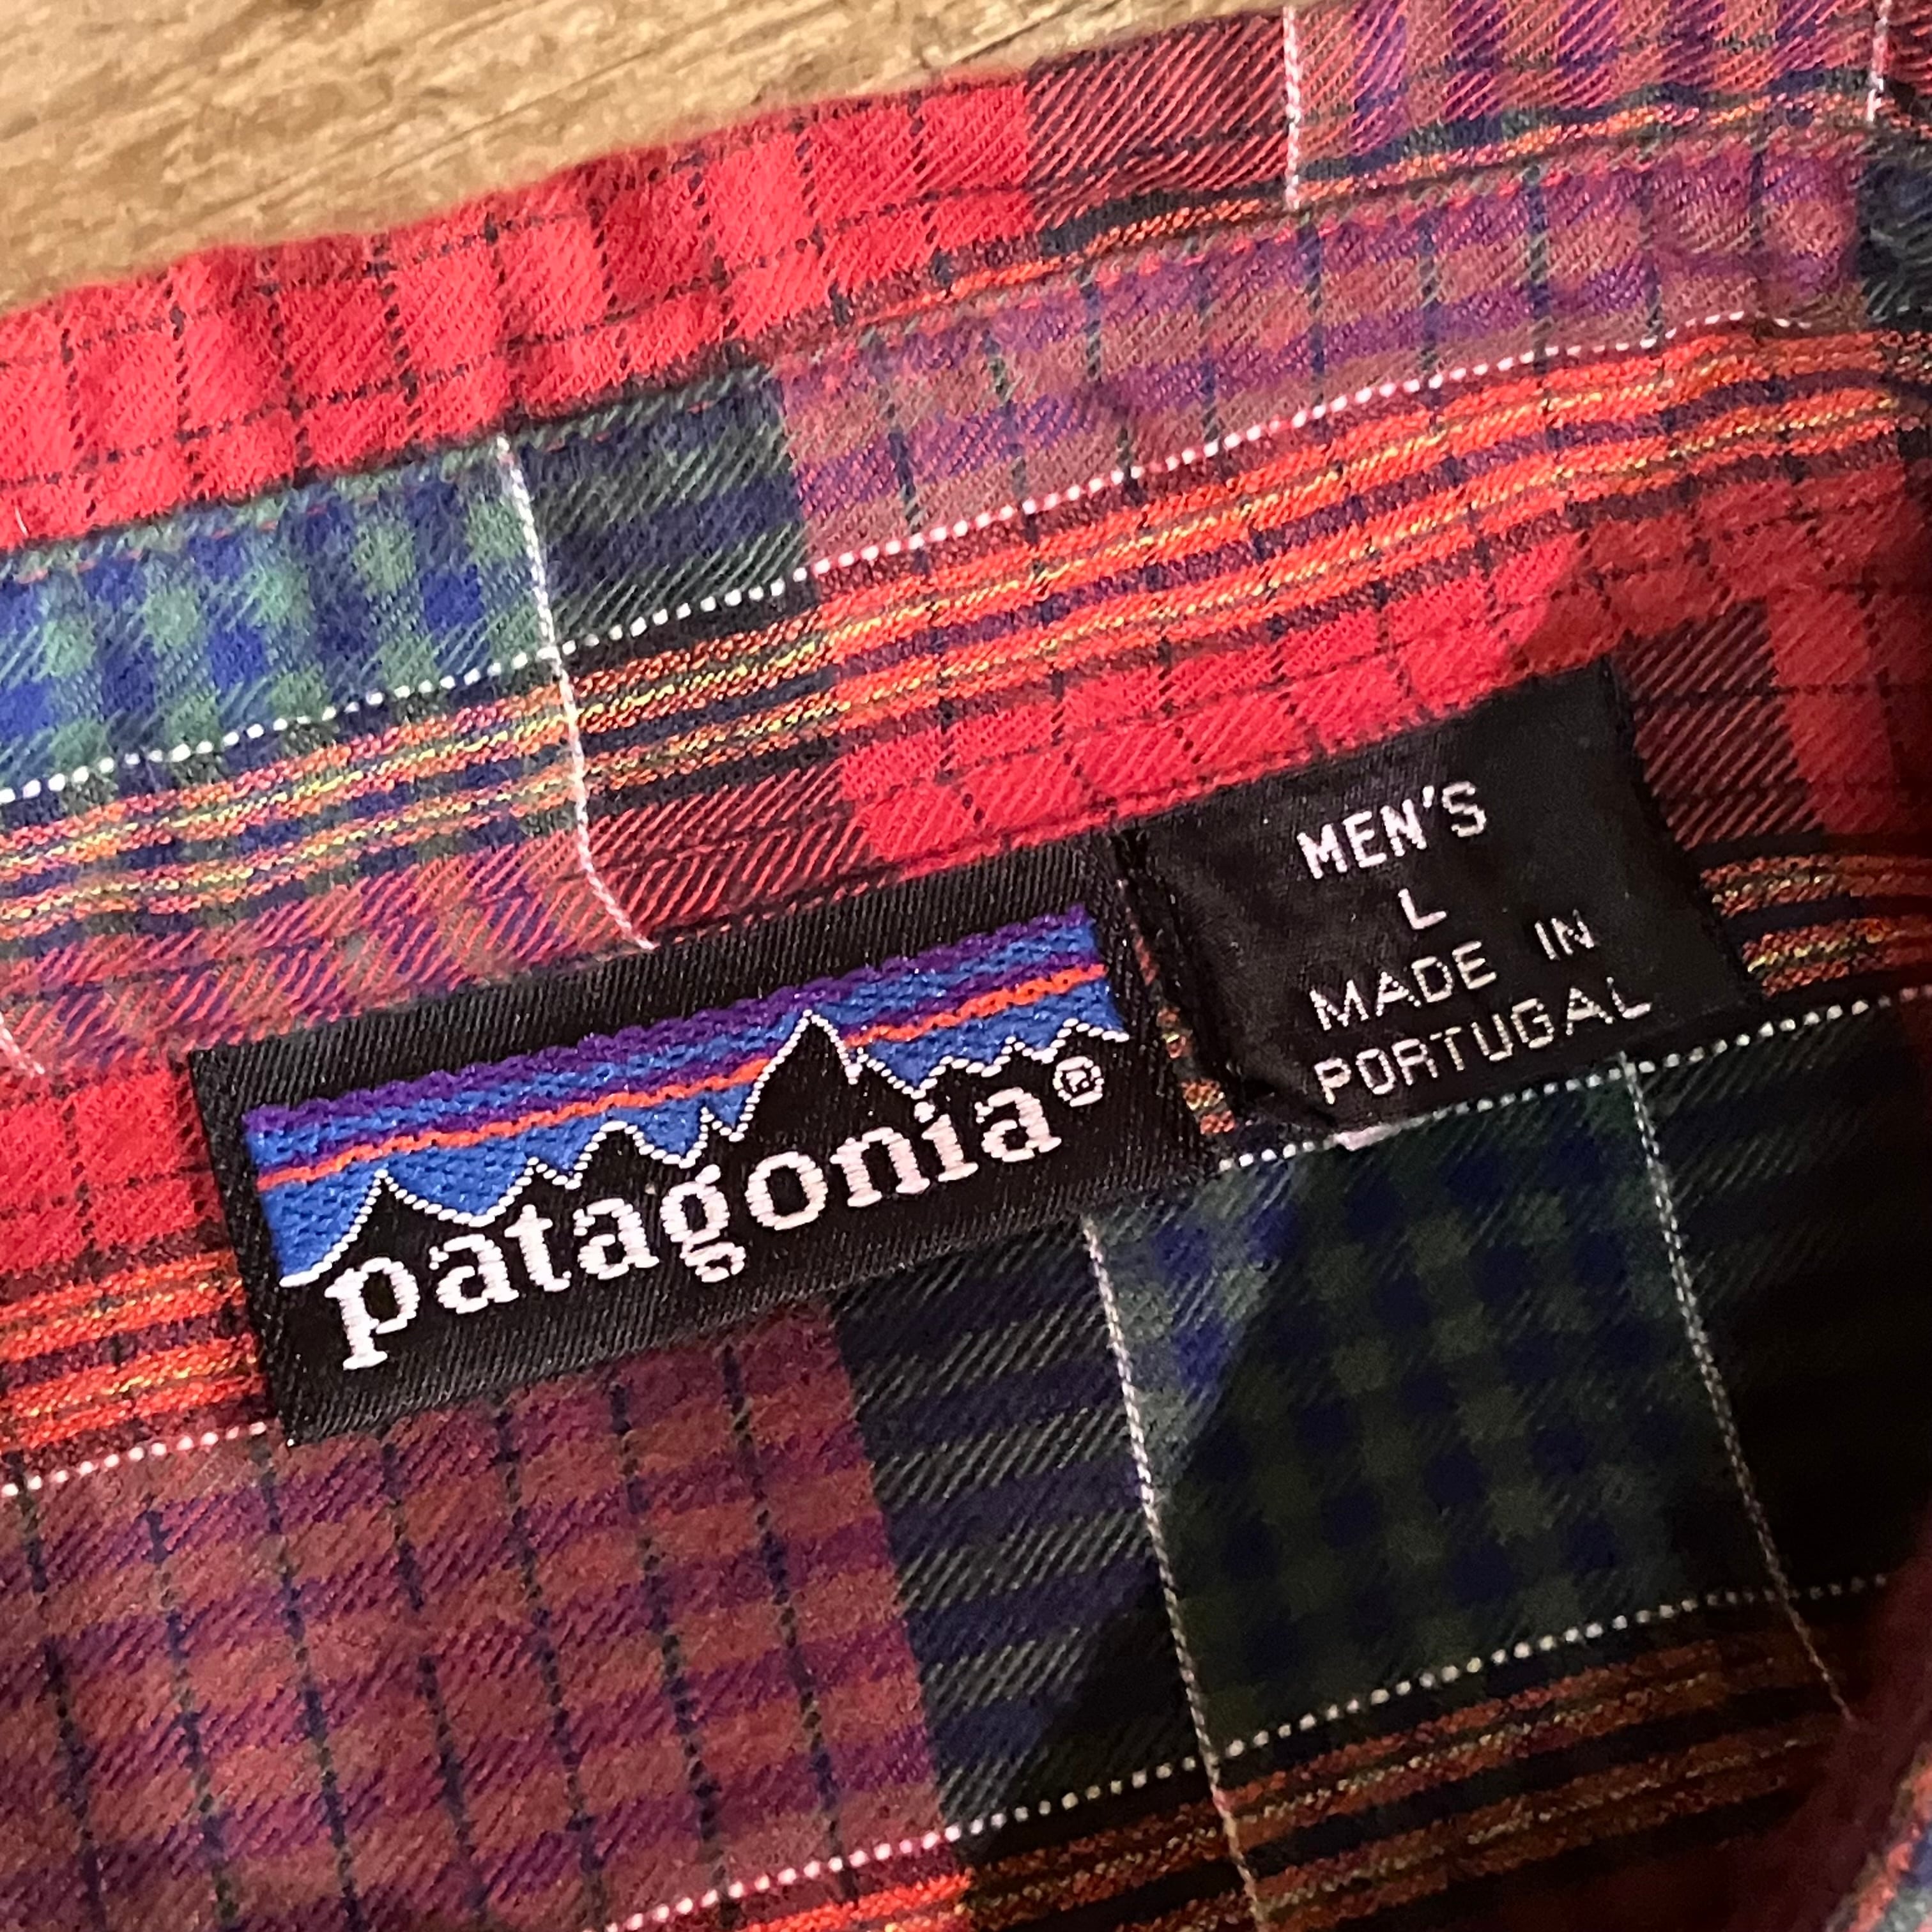 patagonia®
MEN'S
L
MADE IN
PORTUGAL